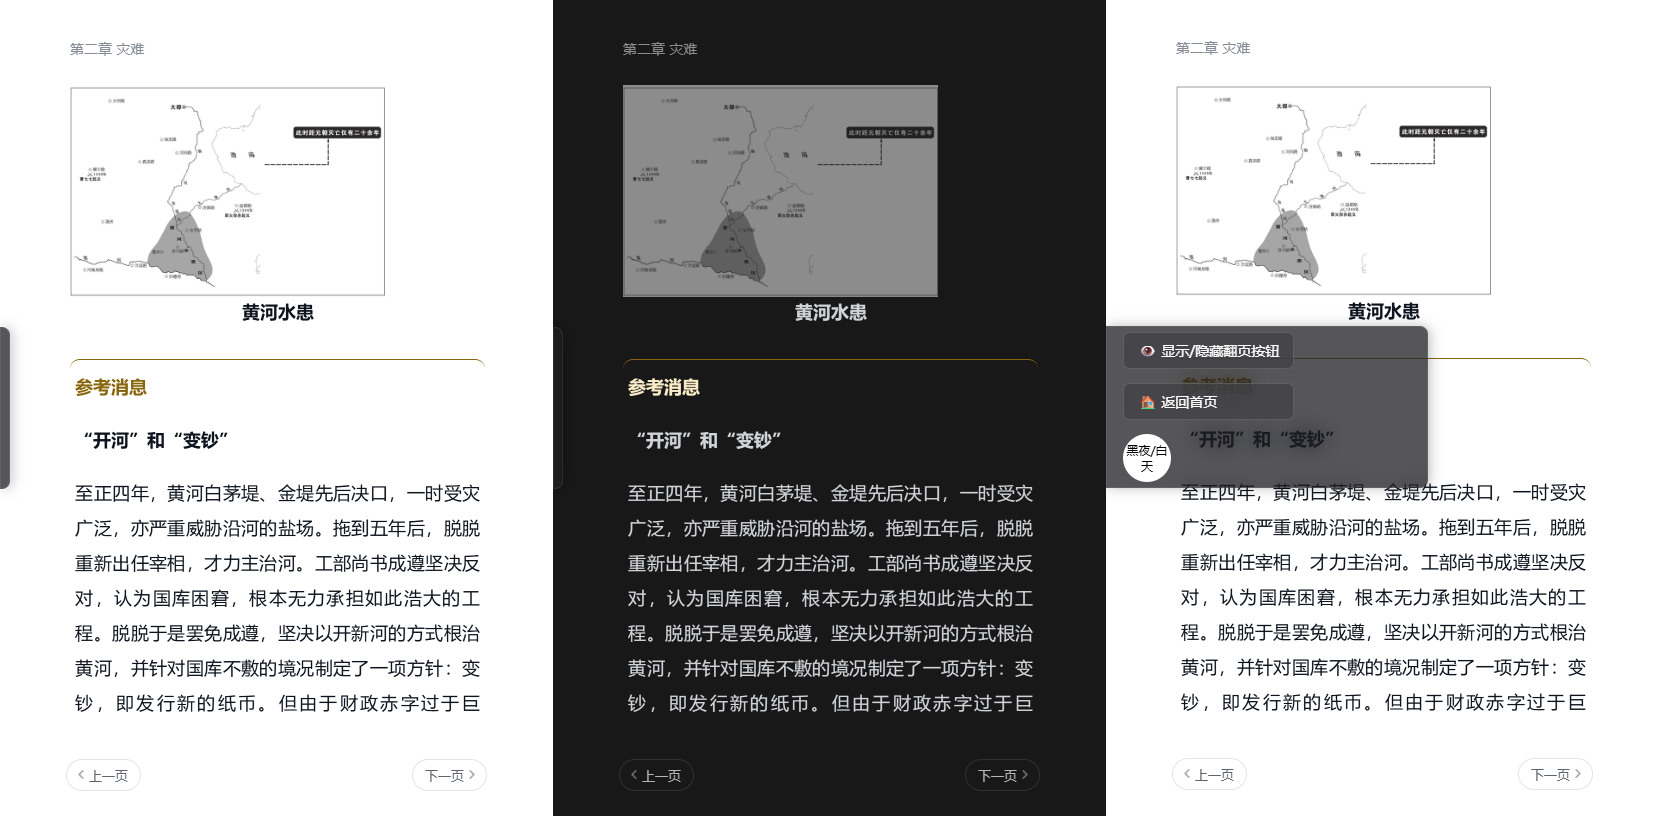 第二章 灾难
大都
此时距元朝灭亡仅有二十余年
渤 海
黄河水患
参考消息
“开河”和“变钞”
至正四年，黄河白茅堤、金堤先后决口，一时受灾
广泛，亦严重威胁沿河的盐场。拖到五年后，脱脱
重新出任宰相，才力主治河。工部尚书成遵坚决反
对，认为国库困窘，根本无力承担如此浩大的工
程。脱脱于是罢免成遵，坚决以开新河的方式根治
黄河，并针对国库不敷的境况制定了一项方针：变
钞，即发行新的纸币。但由于财政赤字过于巨
上一页
下一页
第二章 灾难
大都
此时距元朝灭亡仅有二十余年
渤 海
黄河水患
参考消息
“开河”和“变钞”
至正四年，黄河白茅堤、金堤先后决口，一时受灾
广泛，亦严重威胁沿河的盐场。拖到五年后，脱脱
重新出任宰相，才力主治河。工部尚书成遵坚决反
对，认为国库困窘，根本无力承担如此浩大的工
程。脱脱于是罢免成遵，坚决以开新河的方式根治
黄河，并针对国库不敷的境况制定了一项方针：变
钞，即发行新的纸币。但由于财政赤字过于巨
上一页
下一页
第二章 灾难
大都
此时距元朝灭亡仅有二十余年
渤 海
黄河水患
显示/隐藏翻页按钮
参考消息
返回首页
“开河”和“变钞”
黑夜/白
天
至正四年，黄河白茅堤、金堤先后决口，一时受灾
广泛，亦严重威胁沿河的盐场。拖到五年后，脱脱
重新出任宰相，才力主治河。工部尚书成遵坚决反
对，认为国库困窘，根本无力承担如此浩大的工
程。脱脱于是罢免成遵，坚决以开新河的方式根治
黄河，并针对国库不敷的境况制定了一项方针：变
钞，即发行新的纸币。但由于财政赤字过于巨
上一页
下一页